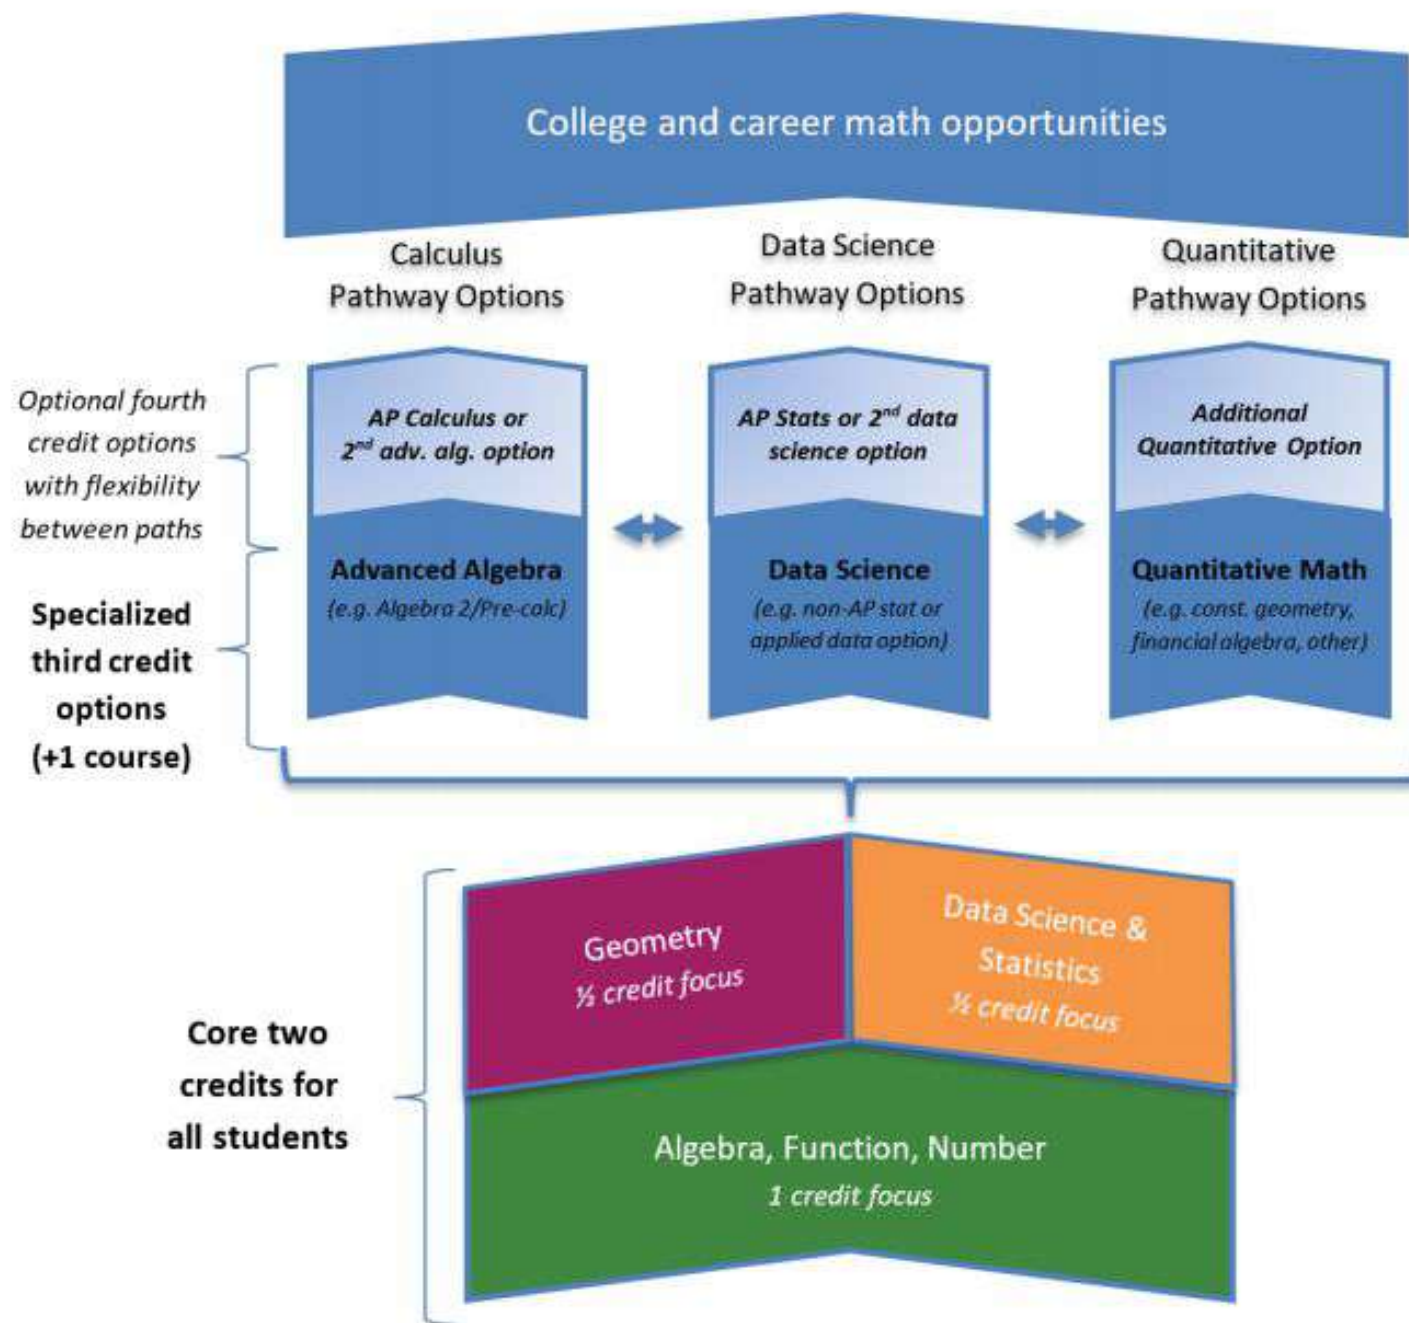 College and career math opportunities
Calculus
Pathway Options
Data Science
Pathway Options
Quantitative
Pathway Options
Optional fourth
credit options
with flexibility
between paths
AP Calculus or
2nd adv. alg. option
AP Stats or 2nd data
science option
Additional
Quantitative Option
Specialized
third credit
options
(+1 course)
Advanced Algebra
(e.g. Algebra 2/Pre-calc)
Data Science
(e.g. non-AP stat or
applied data option)
Quantitative Math
(e.g. const. geometry,
financial algebra, other)
Core two
credits for
all students
Geometry
½ credit focus
Data Science &
Statistics
½ credit focus
Algebra, Function, Number
1 credit focus